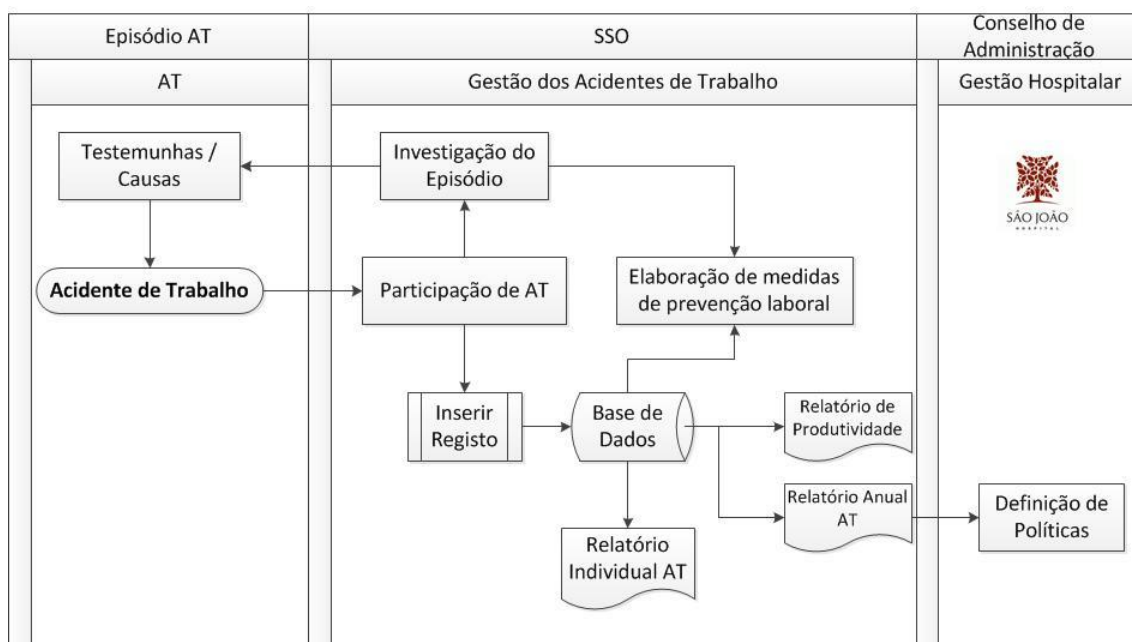 Episódio AT
SSO
Conselho de
Administração
AT
Gestão dos Acidentes de Trabalho
Gestão Hospitalar
Testemunhas /
Causas
Investigação do
Episódio
SÃO JOÃO
HOSPITAL
Acidente de Trabalho
Participação de AT
Elaboração de medidas
de prevenção laboral
Inserir
Registo
Base de
Dados
Relatório de
Produtividade
Relatório Anual
AT
Definição de
Políticas
Relatório
Individual AT